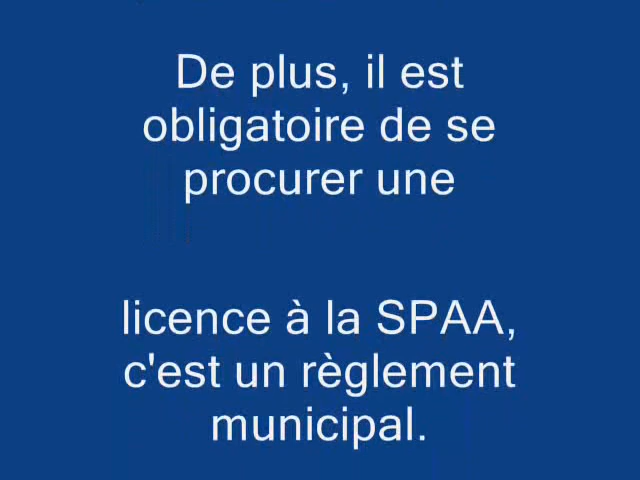 De plus, il est
obligatoire de se
procurer une
licence à la SPAA,
c'est un règlement
municipal.